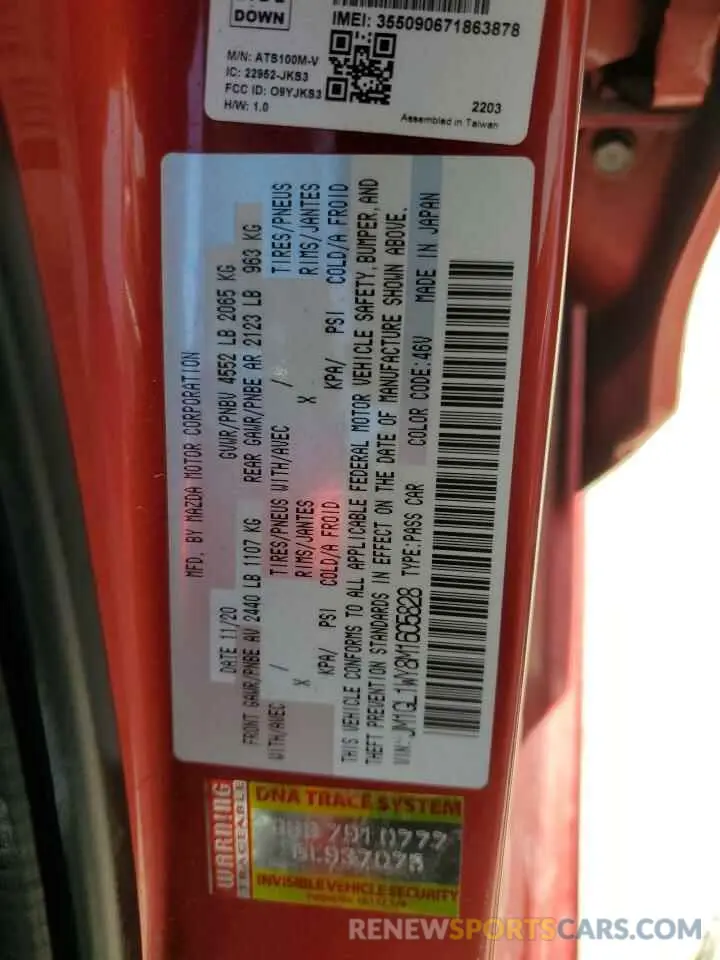 DOWN
IMEI: 355090671863878
M/N: ATS100M-V
IC: 22952-JKS3
FCC ID: O9YJKS3
H/W: 1.0
2203
Assembled in Taiwan
MFD. BY MAZDA MOTOR CORPORATION
DATE 11/20 GVWR/PNBV 4552 LB 2065 KG
FRONT GAWR/PNBE AV 2440 LB 1107 KG REAR GAWR/PNBE AR 2123 LB 963 KG
WITH/AVEC / TIRES/PNEUS WITH/AVEC / TIRES/PNEUS
X RIMS/JANTES X RIMS/JANTES
KPA/ PSI COLD/A FROID KPA/ PSI COLD/A FROID
THIS VEHICLE CONFORMS TO ALL APPLICABLE FEDERAL MOTOR VEHICLE SAFETY, BUMPER, AND
THEFT PREVENTION STANDARDS IN EFFECT ON THE DATE OF MANUFACTURE SHOWN ABOVE.
VIN: JM1GL1WY8M1605828 TYPE:PASS CAR COLOR CODE:46V MADE IN JAPAN
WARNING
TRACEABLE
DNA TRACE SYSTEM
INVISIBLE VEHICLE SECURITY
RENEWSPORTSCARS.COM